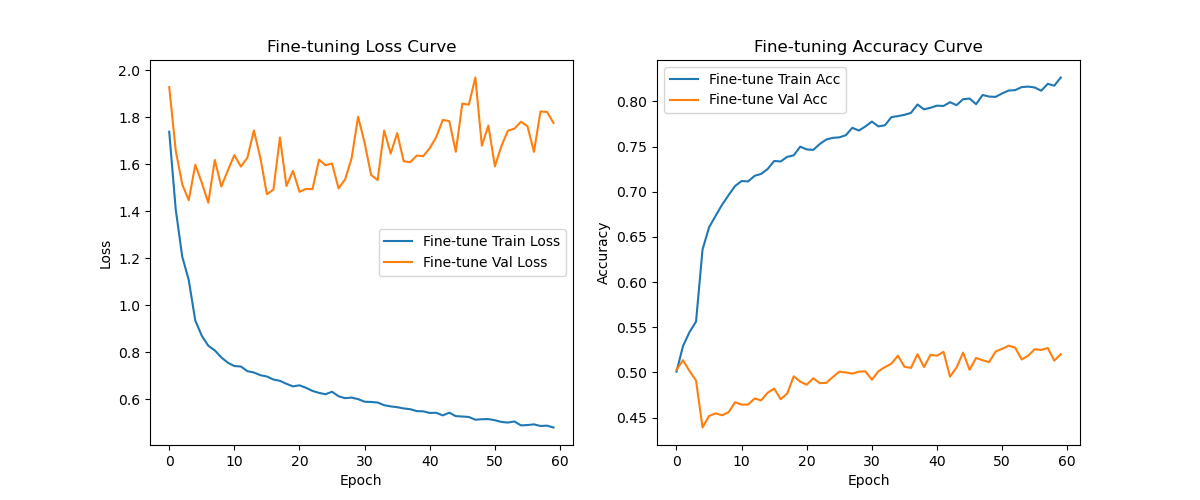 Fine-tuning Loss Curve
2.0
1.8
1.6
1.4
1.2
1.0
0.8
0.6
Loss
Fine-tune Train Loss
Fine-tune Val Loss
0 10 20 30 40 50 60
Epoch
Fine-tuning Accuracy Curve
Fine-tune Train Acc
Fine-tune Val Acc
0.80
0.75
0.70
0.65
0.60
0.55
0.50
0.45
Accuracy
0 10 20 30 40 50 60
Epoch